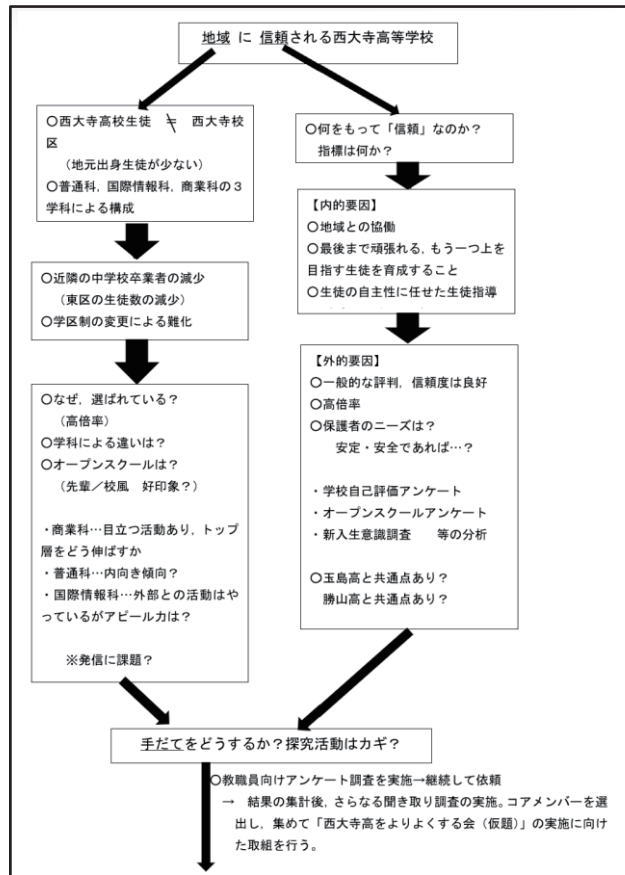 地域 に 信頼される西大寺高等学校
〇西大寺高校生徒 ≠ 西大寺校
区
(地元出身生徒が少ない)
〇普通科，国際情報科，商業科の３
学科による構成
〇近隣の中学校卒業者の減少
(東区の生徒数の減少)
〇学区制の変更による難化
〇なぜ，選ばれている？
(高倍率)
〇学科による違いは？
〇オープンスクールは？
(先輩／校風 好印象？)
・商業科…目立つ活動あり，トップ
層をどう伸ばすか
・普通科…内向き傾向？
・国際情報科…外部との活動はや
っているがアピール力は？
※発信に課題？
〇何をもって「信頼」なのか？
指標は何か？
【内的要因】
〇地域との協働
〇最後まで頑張れる，もう一つ上を
目指す生徒を育成すること
〇生徒の自主性に任せた生徒指導
【外的要因】
〇一般的な評判，信頼度は良好
〇高倍率
〇保護者のニーズは？
安定・安全であれば…？
・学校自己評価アンケート
・オープンスクールアンケート
・新入生意識調査 等の分析
〇玉島高と共通点あり？
勝山高と共通点あり？
手だてをどうするか？探究活動はカギ？
〇教職員向けアンケート調査を実施→継続して依頼
→ 結果の集計後，さらなる聞き取り調査の実施。コアメンバーを選
出し，集めて「西大寺高をよりよくする会（仮題）」の実施に向け
た取組を行う。